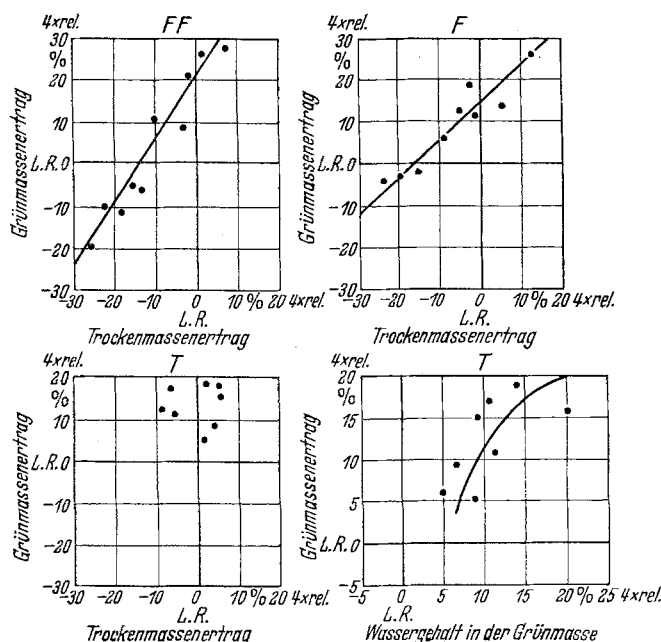 4xrel. FF
30
%
20
10
L.R.0
-10
-20
-30
Grünmassenertrag
-30 -20 -10 0 10 % 20 4xrel.
L.R.
Trockenmassenertrag
4xrel. F
30
%
20
10
L.R.0
-10
-20
-30
Grünmassenertrag
-30 -20 -10 0 10 % 20 4xrel.
L.R.
Trockenmassenertrag
4xrel. T
20
%
10
L.R.0
-10
-20
-30
Grünmassenertrag
-30 -20 -10 0 10 % 20 4xrel.
L.R.
Trockenmassenertrag
4xrel. T
20
%
15
10
5
L.R.0
-5
Grünmassenertrag
-5 0 5 10 15 20 % 25 4xrel.
L.R.
Wassergehalt in der Grünmasse